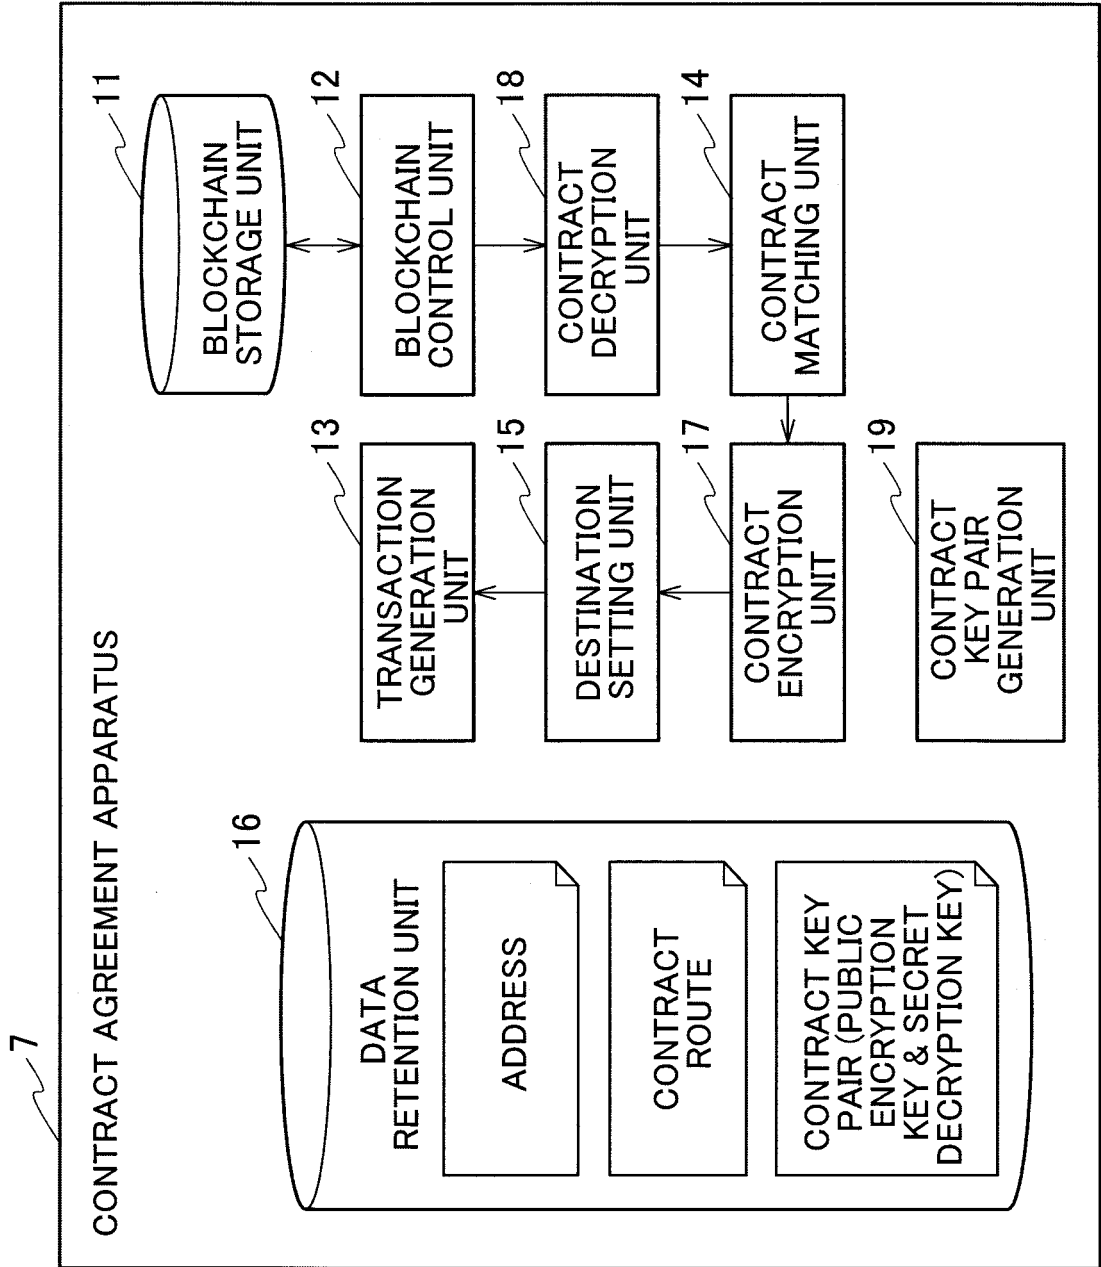 7
CONTRACT AGREEMENT APPARATUS
16
DATA
RETENTION UNIT
ADDRESS
CONTRACT
ROUTE
CONTRACT KEY
PAIR (PUBLIC
ENCRYPTION
KEY & SECRET
DECRYPTION KEY)
13
TRANSACTION
GENERATION
UNIT
15
DESTINATION
SETTING UNIT
17
CONTRACT
ENCRYPTION
UNIT
19
CONTRACT
KEY PAIR
GENERATION
UNIT
11
BLOCKCHAIN
STORAGE UNIT
12
BLOCKCHAIN
CONTROL UNIT
18
CONTRACT
DECRYPTION
UNIT
14
CONTRACT
MATCHING UNIT